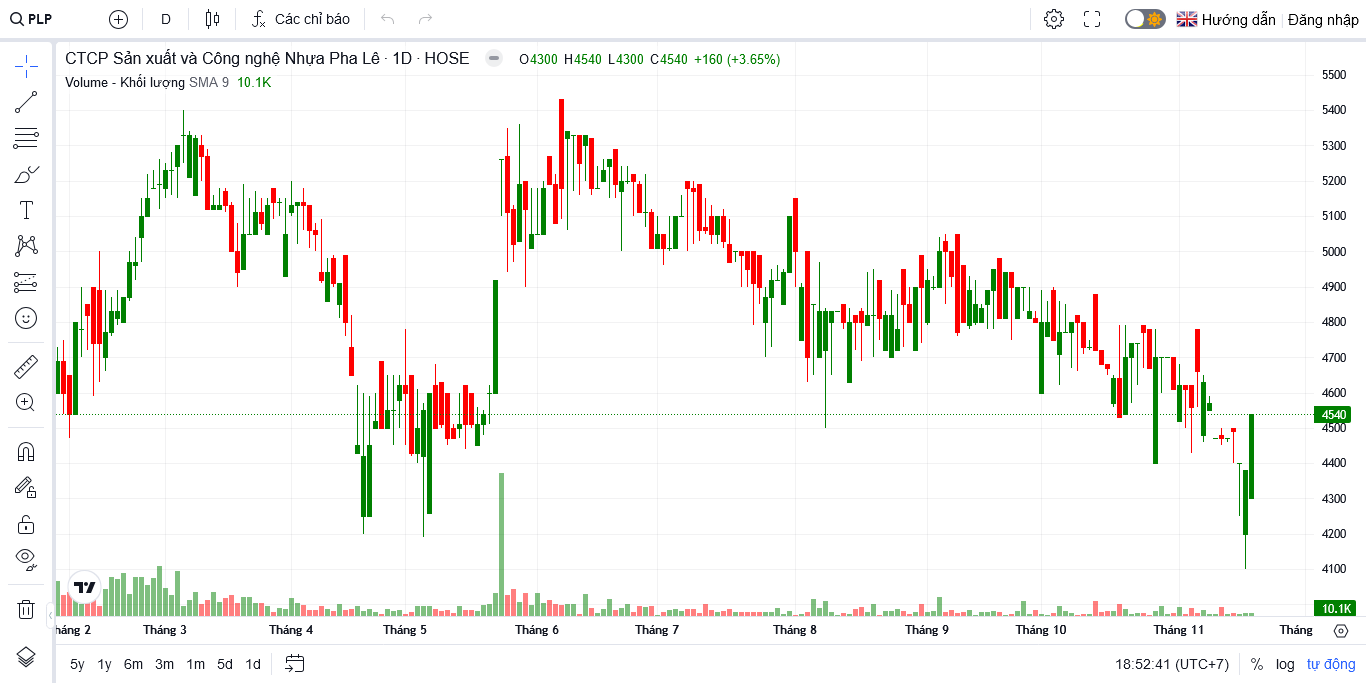 PLP D Các chỉ báo Hướng dẫn Đăng nhập
CTCP Sản xuất và Công nghệ Nhựa Pha Lê · 1D · HOSE O4300 H4540 L4300 C4540 +160 (+3.65%)
Volume - Khối lượng SMA 9 10.1K
5500
5400
5300
5200
5100
5000
4900
4800
4700
4600
4540
4500
4400
4300
4200
4100
10.1K
háng 2 Tháng 3 Tháng 4 Tháng 5 Tháng 6 Tháng 7 Tháng 8 Tháng 9 Tháng 10 Tháng 11 Tháng
5y 1y 6m 3m 1m 5d 1d 18:52:41 (UTC+7) % log tự động